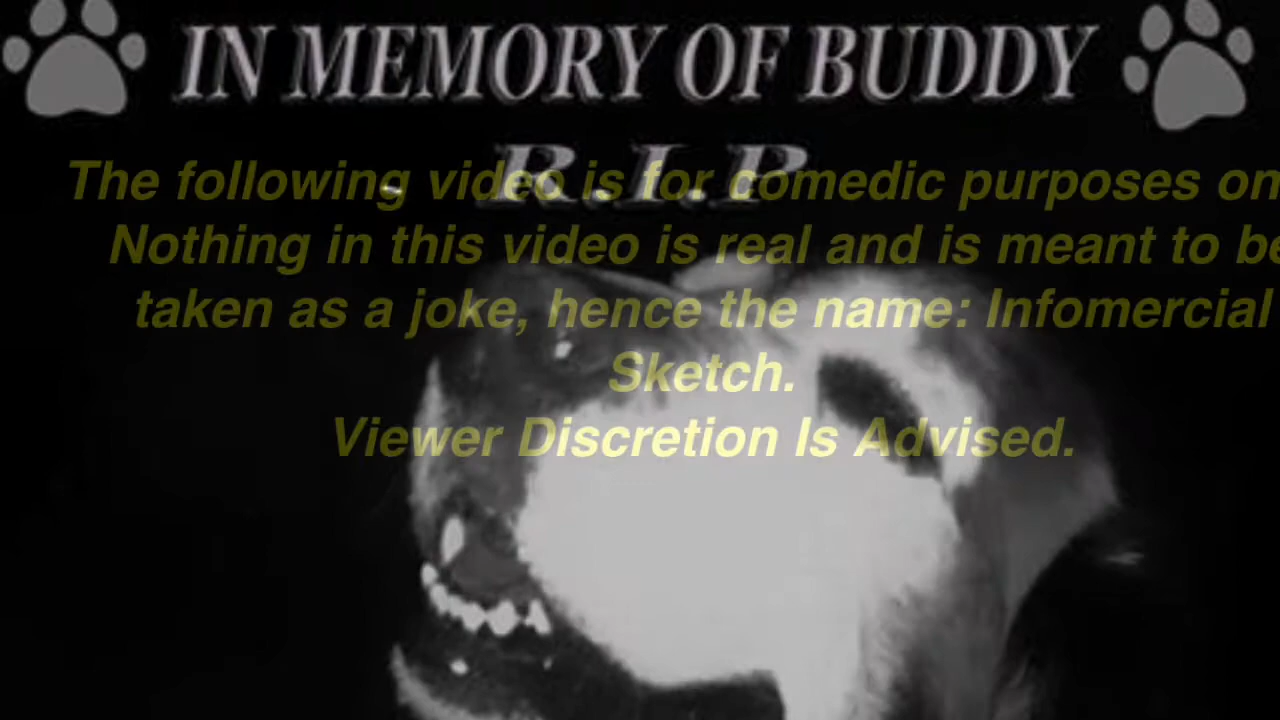 IN MEMORY OF BUDDY
R.I.P
The following video is for comedic purposes on
Nothing in this video is real and is meant to be
taken as a joke, hence the name: Infomercial
Sketch.
Viewer Discretion Is Advised.